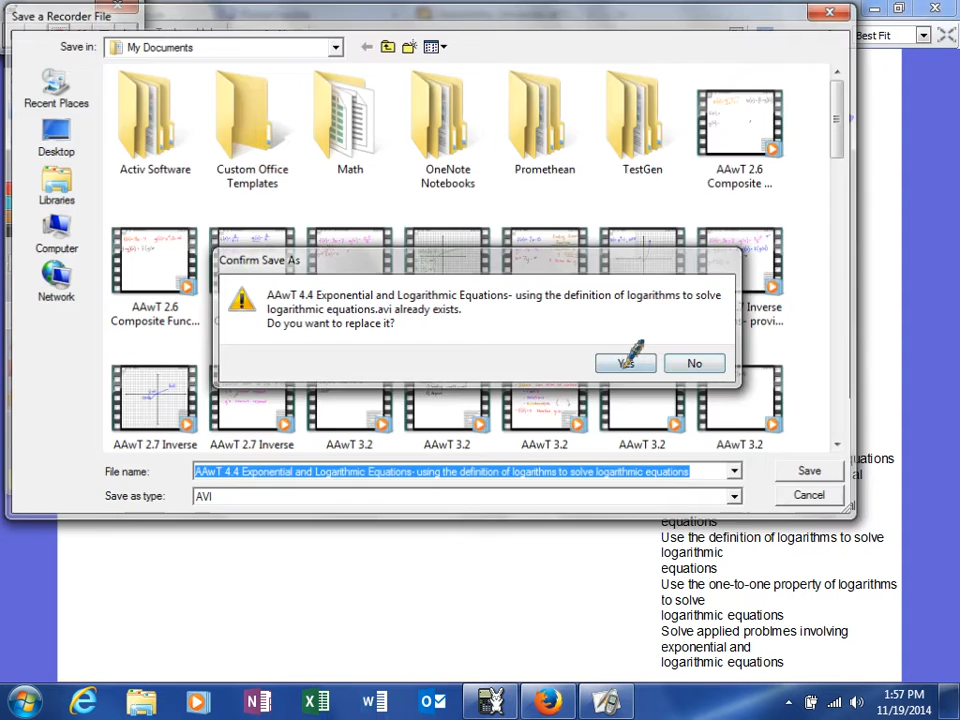 Save a Recorder File
Best Fit
Save in:
My Documents
Recent Places
Desktop
Libraries
Computer
Network
Activ Software
Custom Office
Templates
Math
OneNote
Notebooks
Promethean
TestGen
AAwT 2.6
Composite ...
AAwT 2.6
Composite Func...
Inverse
- provi...
Confirm Save As
AAwT 4.4 Exponential and Logarithmic Equations- using the definition of logarithms to solve
logarithmic equations.avi already exists.
Do you want to replace it?
Yes
No
AAwT 2.7 Inverse
AAwT 2.7 Inverse
AAwT 3.2
AAwT 3.2
AAwT 3.2
AAwT 3.2
AAwT 3.2
File name:
AAwT 4.4 Exponential and Logarithmic Equations- using the definition of logarithms to solve logarithmic equations
Save
Save as type:
AVI
Cancel
equations
Use the definition of logarithms to solve
logarithmic
equations
Use the one-to-one property of logarithms
to solve
logarithmic equations
Solve applied problmes involving
exponential and
logarithmic equations
1:57 PM
11/19/2014